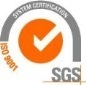 SYSTEM CERTIFICATION
ISO 9001
SGS